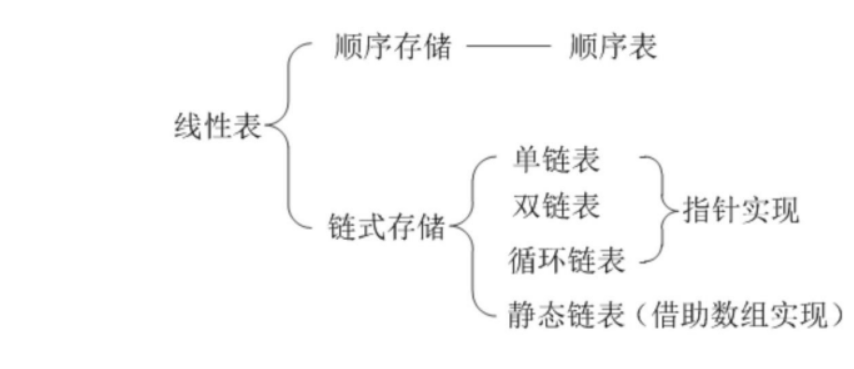 顺序存储 顺序表
线性表
单链表
双链表
指针实现
链式存储
循环链表
静态链表（借助数组实现）